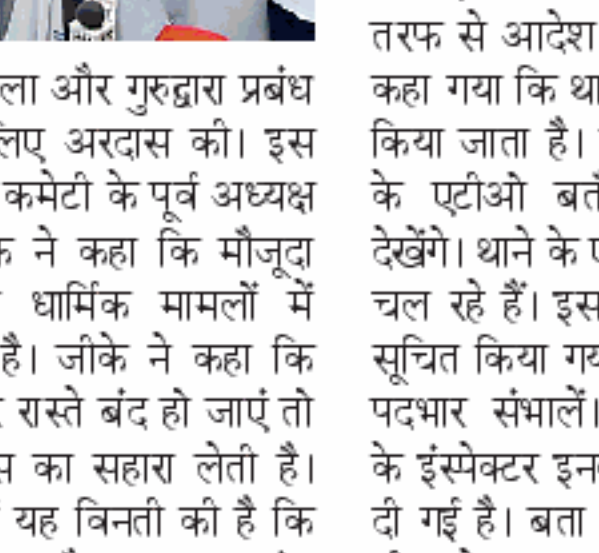 ला और गुरुद्वारा प्रबंध
लिए अरदास की। इस
कमेटी के पूर्व अध्यक्ष
ने कहा कि मौजूदा
धार्मिक मामलों में
है। जीके ने कहा कि
रास्ते बंद हो जाएं तो
का सहारा लेती है।
यह विनती की है कि
तरफ से आदेश
कहा गया कि था
किया जाता है।
के एटीओ बतौ
देखेंगे। थाने के
चल रहे हैं। इस
सूचित किया गय
पदभार संभालें।
के इंस्पेक्टर इन
दी गई है। बता